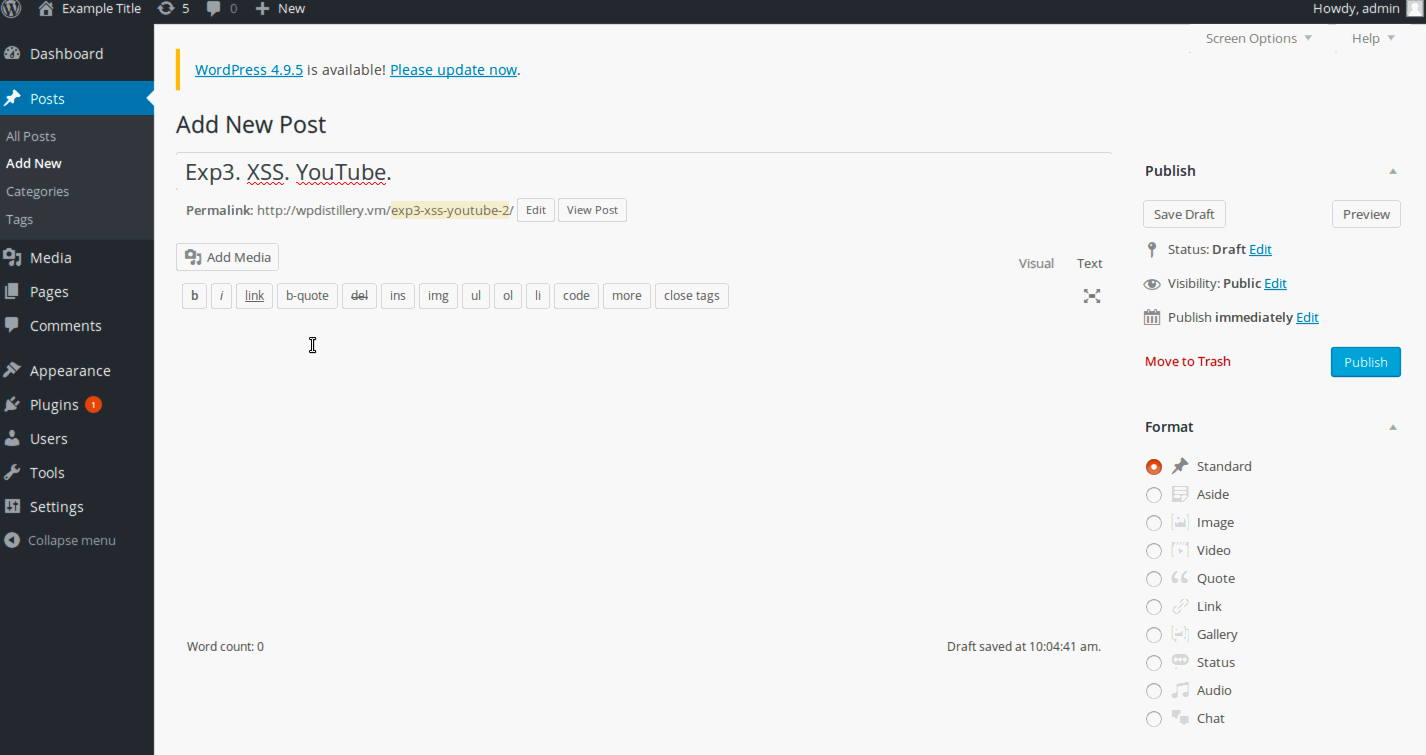 Example Title 5 0 New Howdy, admin
Screen Options Help
Dashboard
WordPress 4.9.5 is available! Please update now.
Posts
All Posts
Add New
Categories
Tags
Media
Pages
Comments
Appearance
Plugins 1
Users
Tools
Settings
Collapse menu
Add New Post
Exp3. XSS. YouTube.
Permalink: http://wpdistillery.vm/exp3-xss-youtube-2/ Edit View Post
Add Media
Visual Text
b i link b-quote del ins img ul ol li code more close tags
Word count: 0 Draft saved at 10:04:41 am.
Publish
Save Draft Preview
Status: Draft Edit
Visibility: Public Edit
Publish immediately Edit
Move to Trash Publish
Format
Standard
Aside
Image
Video
Quote
Link
Gallery
Status
Audio
Chat